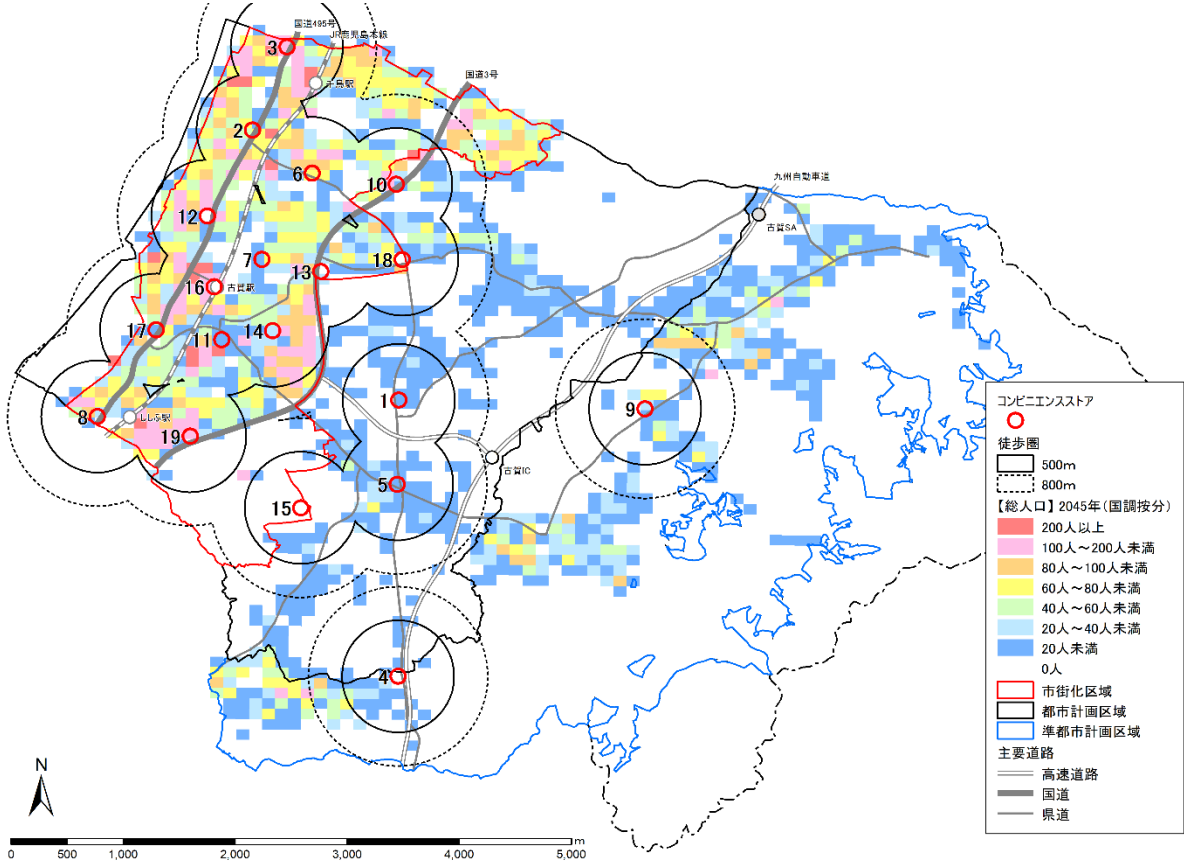 国道495号
JR鹿児島本線
3
千鳥駅
国道3号
2
6
10
九州自動車道
12
古賀SA
7
13
18
16
古賀駅
17
11
14
1
9
8
ししぶ駅
19
古賀IC
5
15
4
コンビニエンスストア
徒歩圏
500m
800m
【総人口】2045年(国調按分)
200人以上
100人~200人未満
80人~100人未満
60人~80人未満
40人~60人未満
20人~40人未満
20人未満
0人
市街化区域
都市計画区域
準都市計画区域
主要道路
高速道路
国道
県道
N
0 500 1,000 2,000 3,000 4,000 5,000 m